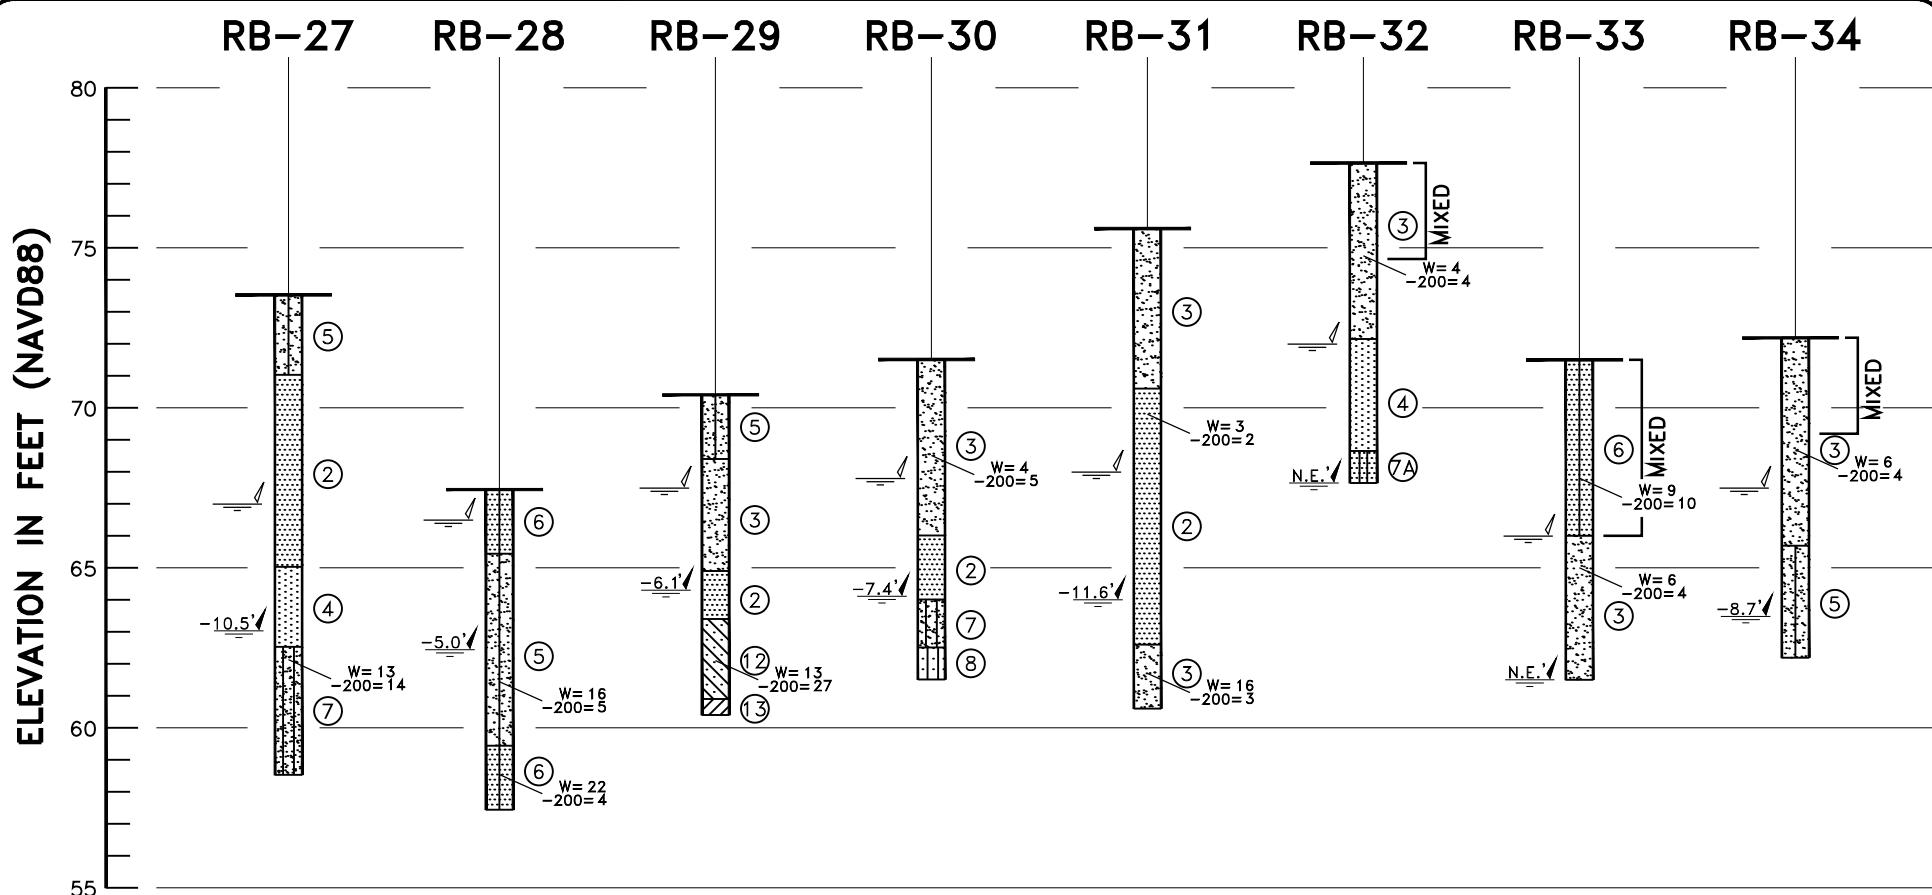 RB-27 RB-28 RB-29 RB-30 RB-31 RB-32 RB-33 RB-34
ELEVATION IN FEET (NAVD88)
80
75
70
65
60
55
5
2
4
-10.5'
W= 13
-200=14
7
6
-5.0'
5
W= 16
-200=5
6
W= 22
-200=4
5
3
-6.1'
2
12
W= 13
-200=27
13
3
W= 4
-200=5
2
-7.4'
7
8
3
W= 3
-200=2
2
-11.6'
3
W= 16
-200=3
MIXED
3
W= 4
-200=4
4
N.E.'
7A
MIXED
6
W= 9
-200=10
W= 6
-200=4
3
N.E.'
MIXED
3
W= 6
-200=4
-8.7'
5